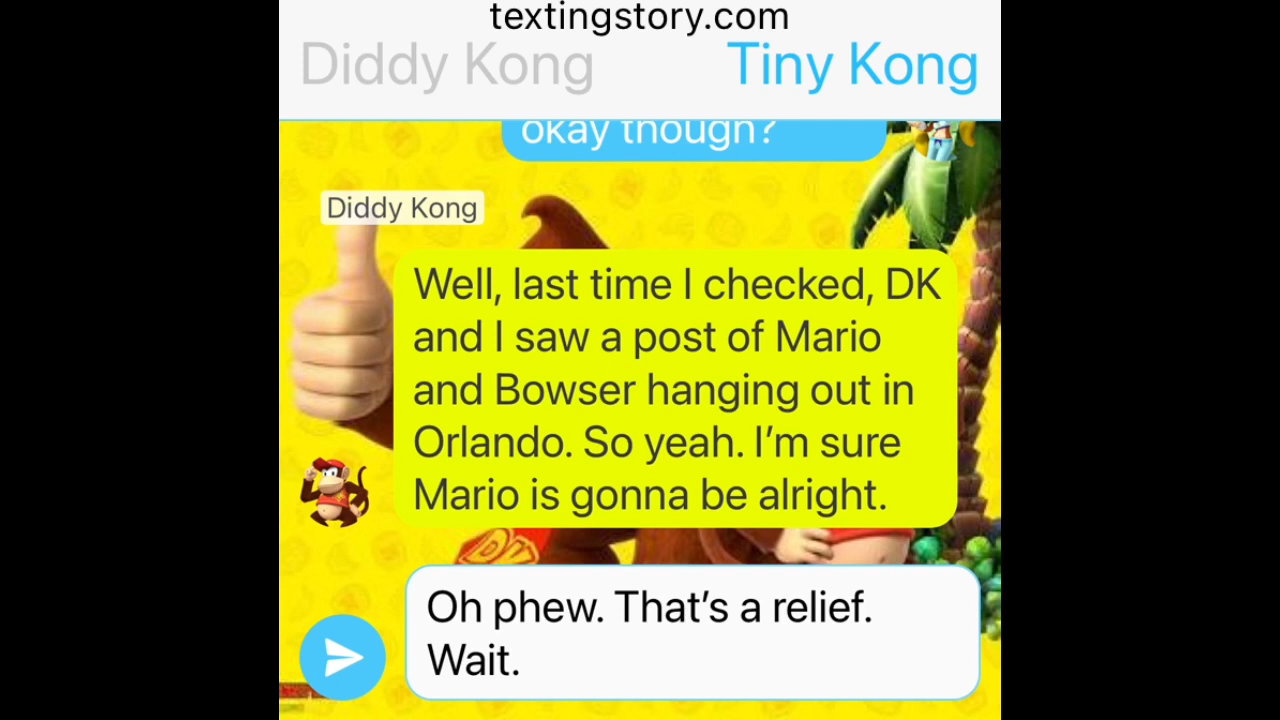 textingstory.com
Diddy Kong
Tiny Kong
okay though?
Diddy Kong
Well, last time I checked, DK
and I saw a post of Mario
and Bowser hanging out in
Orlando. So yeah. I’m sure
Mario is gonna be alright.
DK
Oh phew. That’s a relief.
Wait.